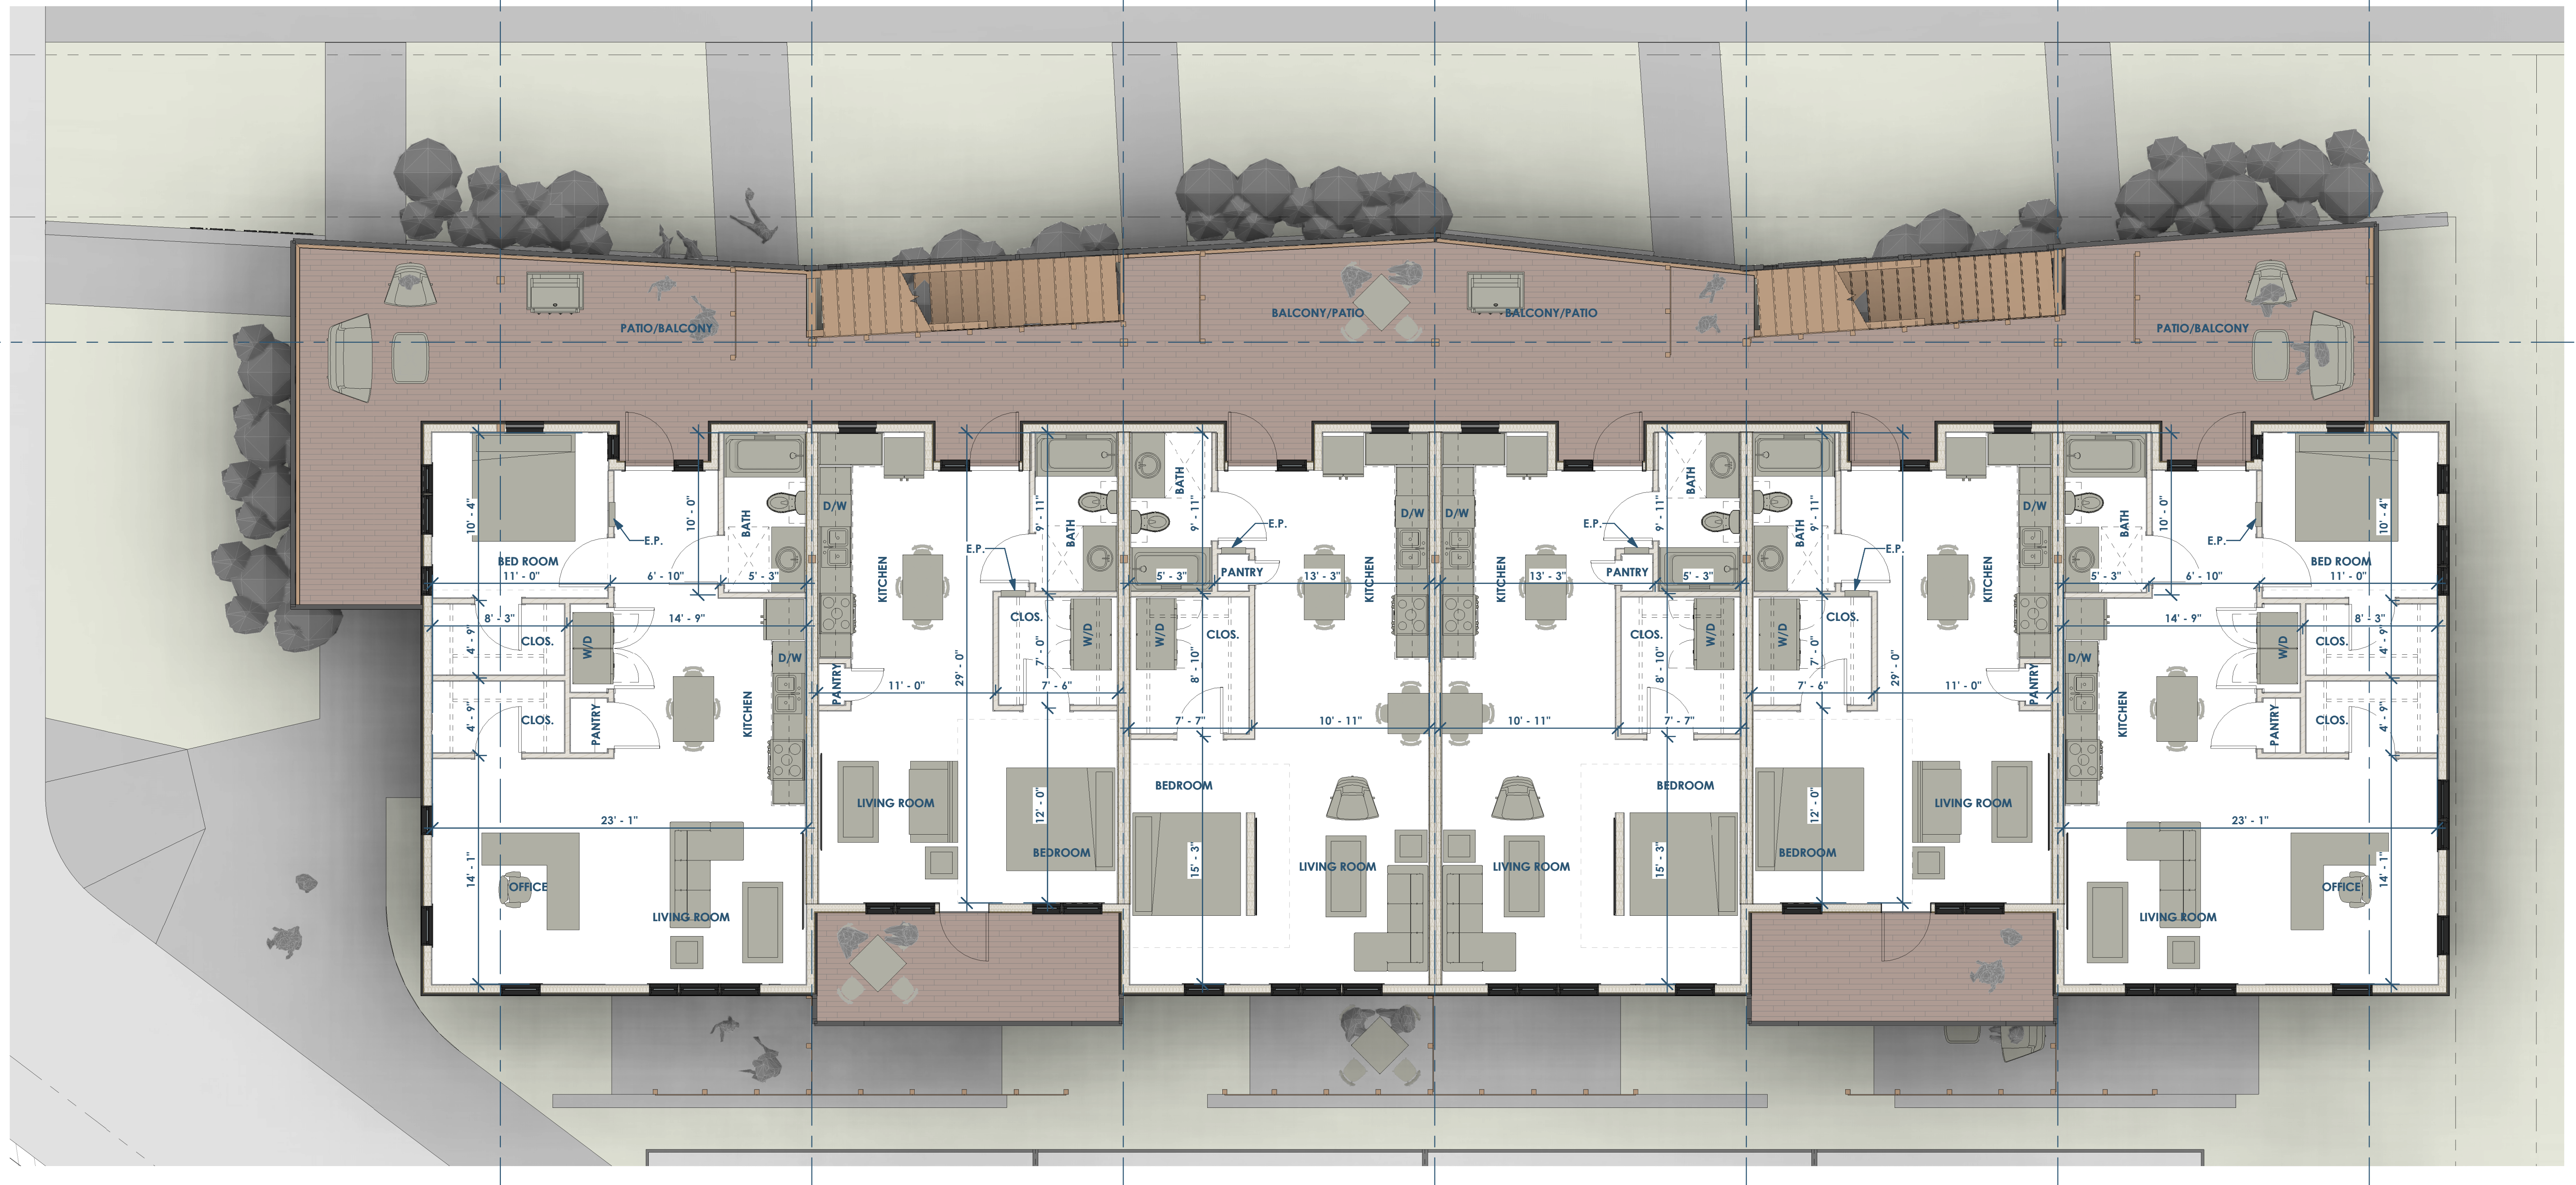 PATIO/BALCONY
BALCONY/PATIO
BALCONY/PATIO
PATIO/BALCONY
10' - 4"
BED ROOM
11' - 0"
E.P.
6' - 10"
10' - 0"
BATH
5' - 3"
8' - 3"
4' - 9"
CLOS.
W/D
14' - 9"
D/W
4' - 9"
CLOS.
PANTRY
KITCHEN
23' - 1"
14' - 1"
OFFICE
LIVING ROOM
D/W
KITCHEN
E.P.
9' - 11"
BATH
CLOS.
W/D
7' - 0"
29' - 0"
PANTRY
11' - 0"
7' - 6"
LIVING ROOM
12' - 0"
BEDROOM
BATH
9' - 11"
E.P.
5' - 3"
PANTRY
13' - 3"
KITCHEN
D/W
W/D
CLOS.
8' - 10"
7' - 7"
10' - 11"
BEDROOM
15' - 3"
LIVING ROOM
D/W
KITCHEN
13' - 3"
E.P.
PANTRY
9' - 11"
BATH
5' - 3"
CLOS.
W/D
8' - 10"
10' - 11"
7' - 7"
BEDROOM
15' - 3"
LIVING ROOM
BATH
9' - 11"
E.P.
KITCHEN
D/W
W/D
CLOS.
7' - 0"
29' - 0"
7' - 6"
11' - 0"
PANTRY
12' - 0"
BEDROOM
LIVING ROOM
BATH
10' - 0"
E.P.
10' - 4"
BED ROOM
5' - 3"
6' - 10"
11' - 0"
14' - 9"
8' - 3"
D/W
W/D
CLOS.
4' - 9"
KITCHEN
PANTRY
CLOS.
4' - 9"
23' - 1"
14' - 1"
OFFICE
LIVING ROOM